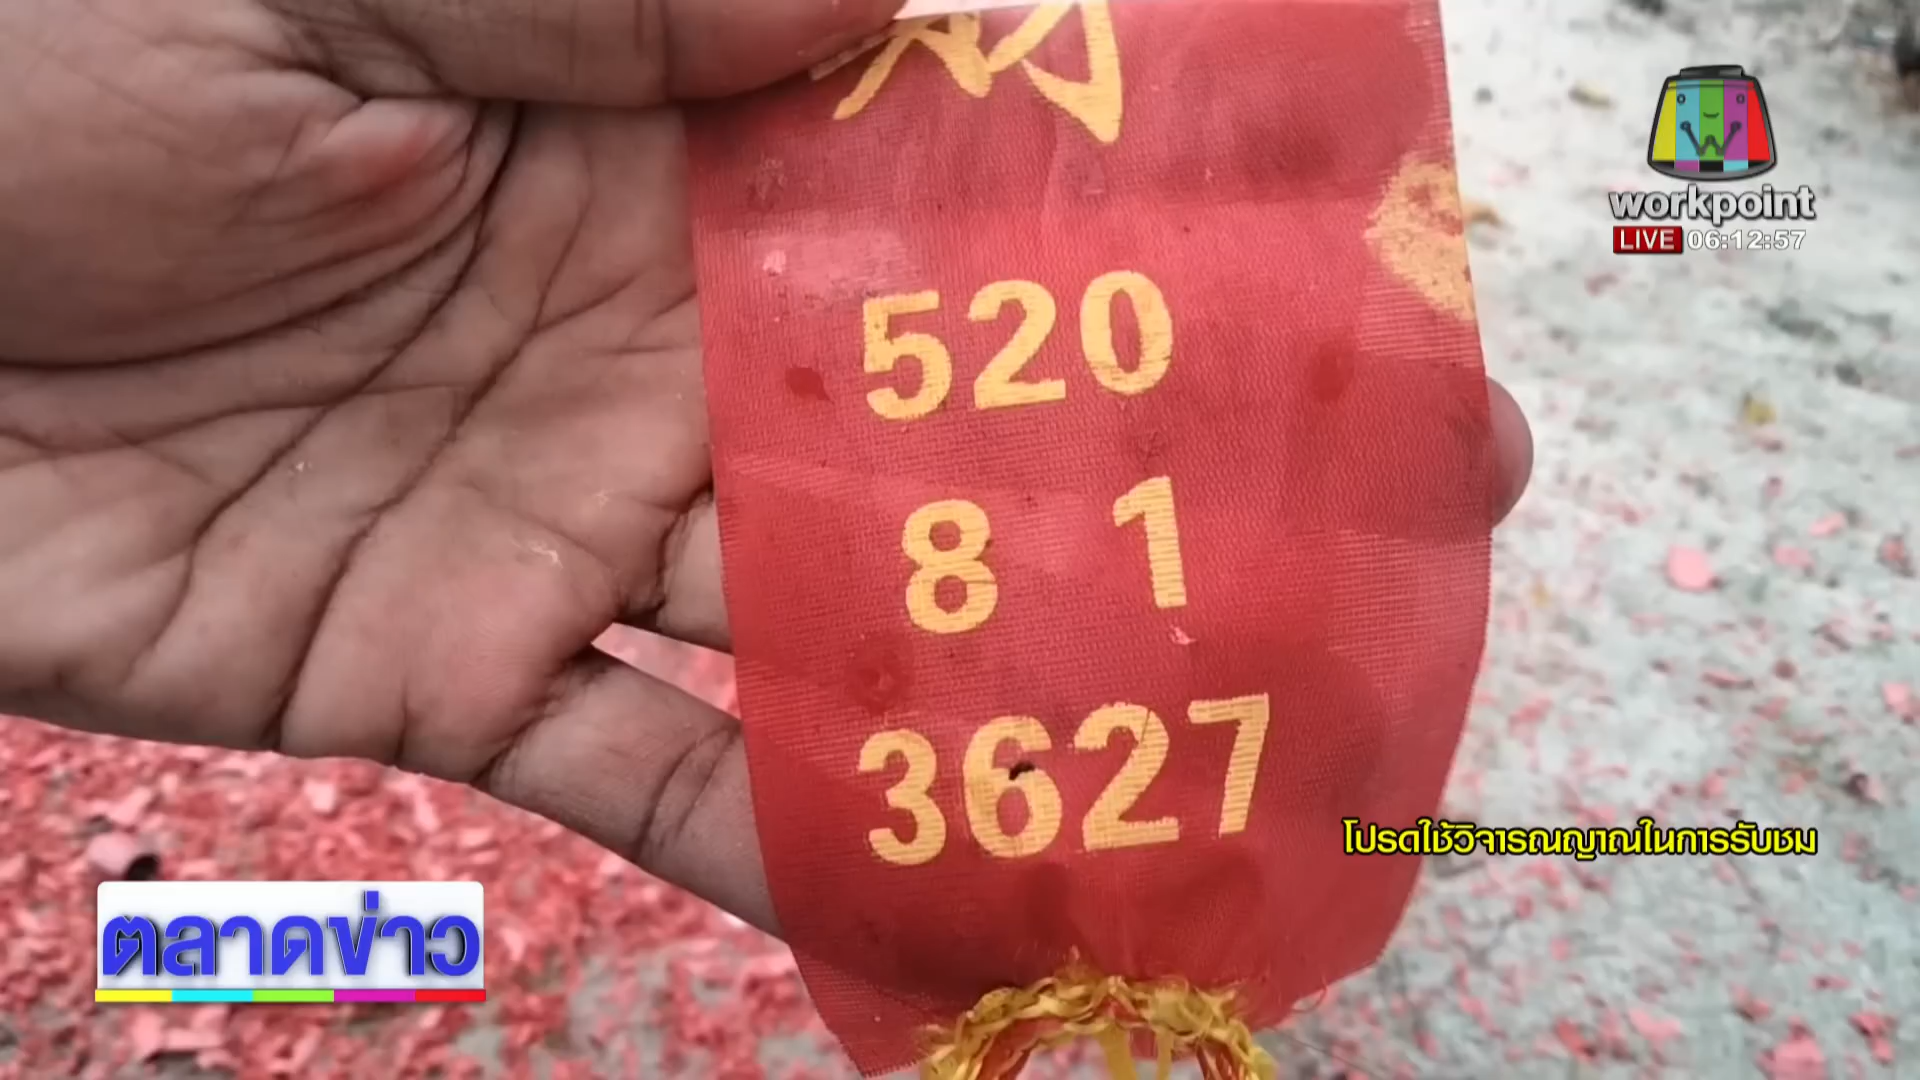 財
workpoint
LIVE 06:12:57
520
8 1
3627
โปรดใช้วิจารณญาณในการรับชม
ตลาดข่าว